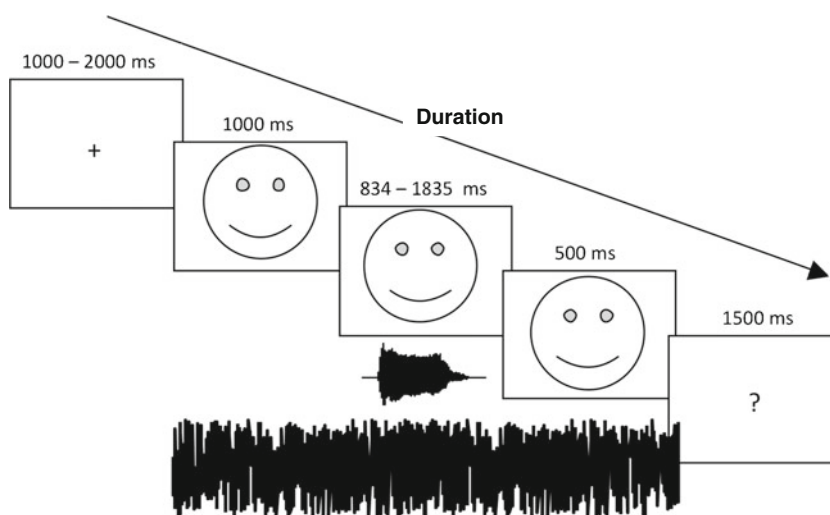 1000 – 2000 ms
+
Duration
1000 ms
834 – 1835 ms
500 ms
1500 ms
?